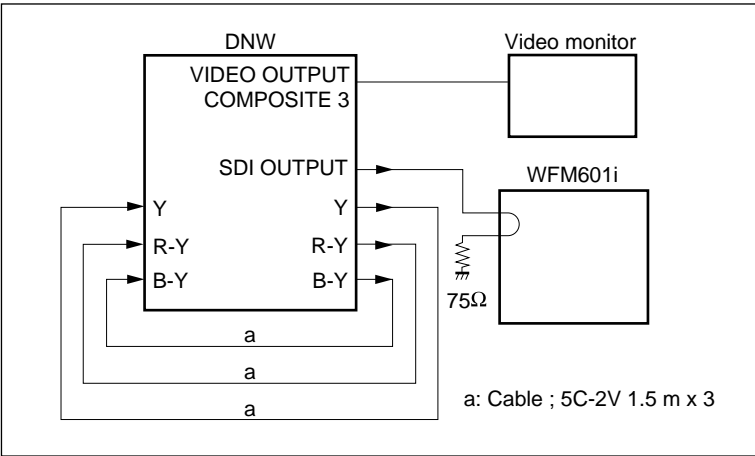 DNW
Video monitor
VIDEO OUTPUT
COMPOSITE 3
SDI OUTPUT
WFM601i
Y
Y
R-Y
R-Y
B-Y
B-Y
75Ω
a
a
a
a: Cable ; 5C-2V 1.5 m x 3